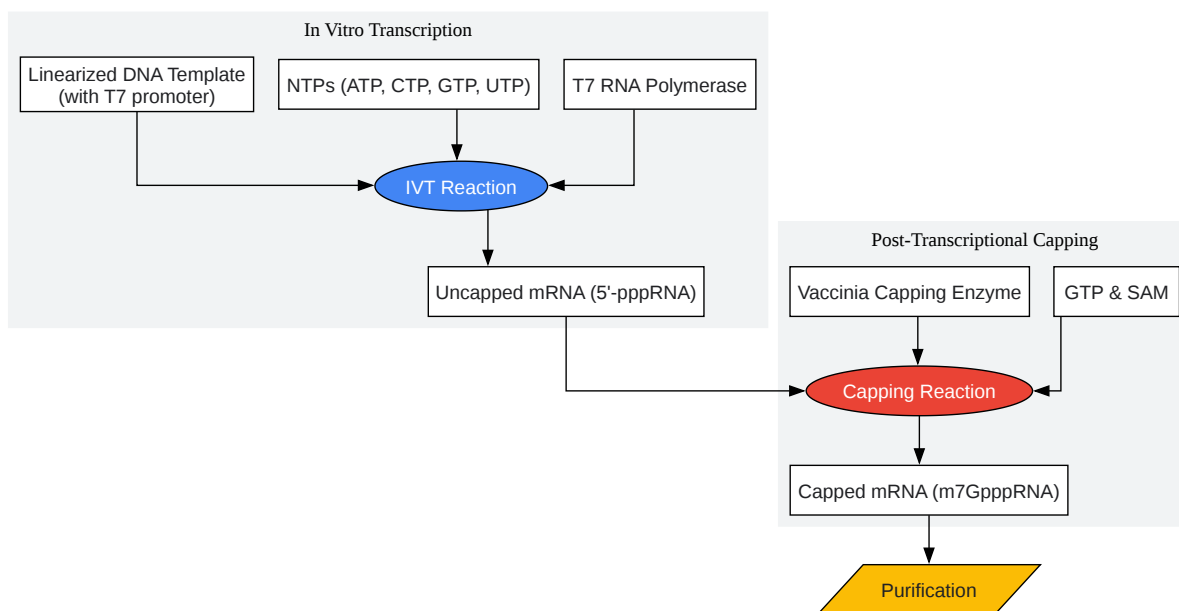 In Vitro Transcription
Linearized DNA Template
(with T7 promoter)
NTPs (ATP, CTP, GTP, UTP)
T7 RNA Polymerase
IVT Reaction
Uncapped mRNA (5'-pppRNA)
Post-Transcriptional Capping
Vaccinia Capping Enzyme
GTP & SAM
Capping Reaction
Capped mRNA (m7GpppRNA)
Purification